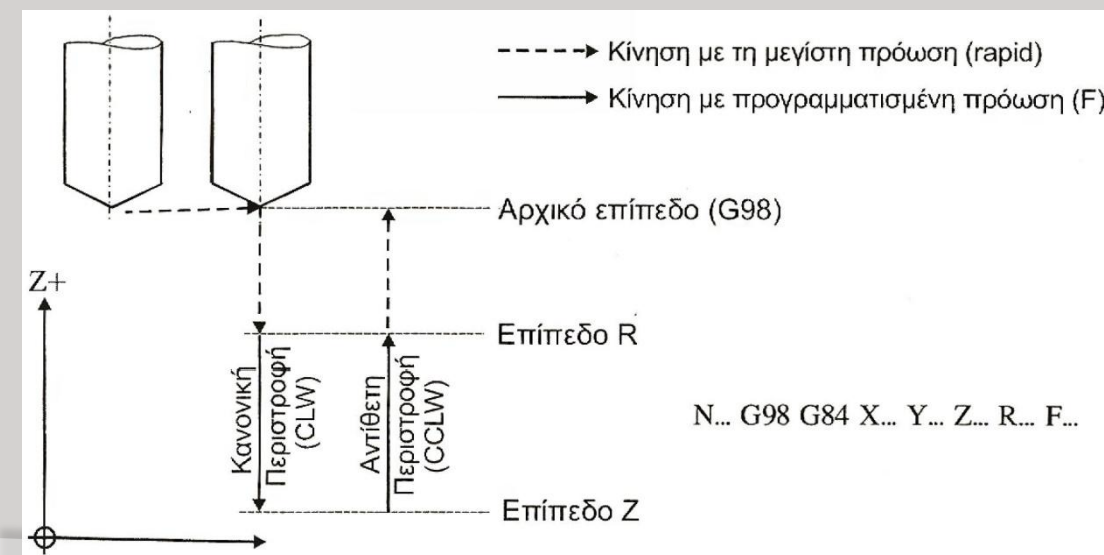 Κίνηση με τη μεγίστη πρόωση (rapid)
Κίνηση με προγραμματισμένη πρόωση (F)
Αρχικό επίπεδο (G98)
Z+
Επίπεδο R
Κανονική
Περιστροφή
(CLW)
Αντίθετη
Περιστροφή
(CCLW)
N... G98 G84 X... Y... Z... R... F...
Επίπεδο Z